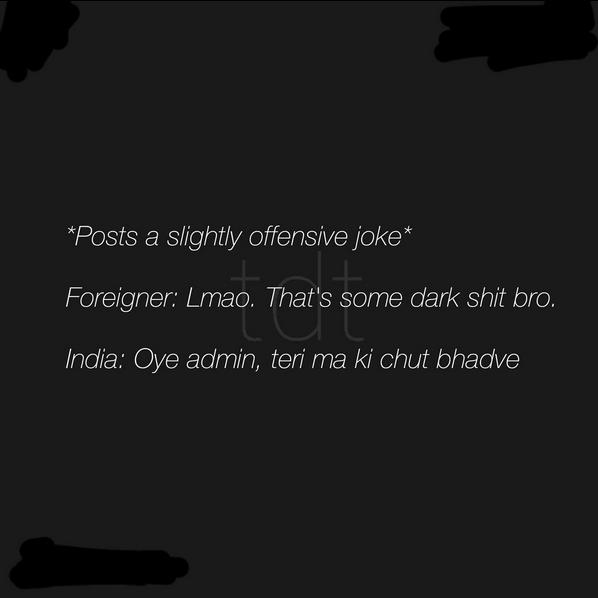 *Posts a slightly offensive joke*
tdt
Foreigner: Lmao. That's some dark shit bro.
India: Oye admin, teri ma ki chut bhadve